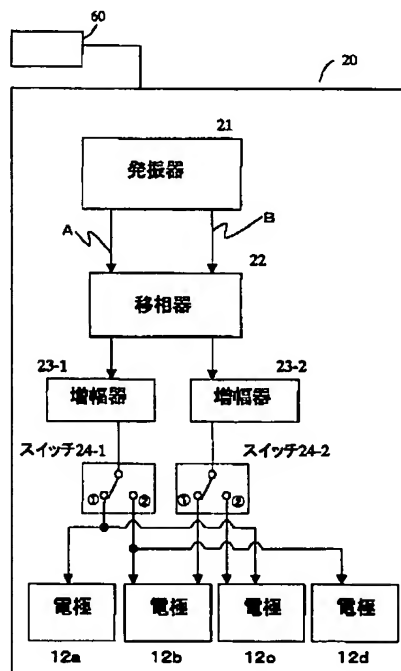 60
20
21
発振器
A
B
22
移相器
23-1
23-2
増幅器
増幅器
スイッチ24-1
スイッチ24-2
① ②
① ②
電極
電極
電極
電極
12a
12b
12c
12d